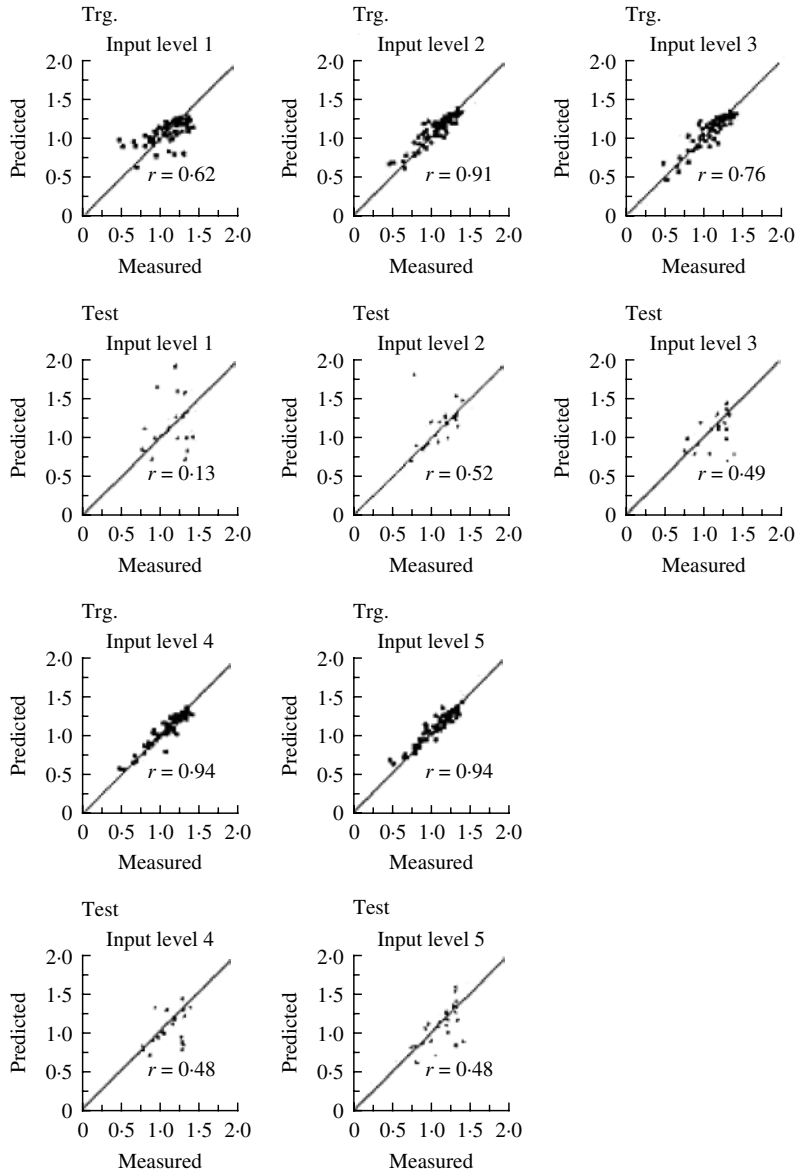 Trg.
Input level 1
2·0
1·5
1·0
0·5
0
Predicted
r = 0·62
0 0·5 1·0 1·5 2·0
Measured
Trg.
Input level 2
2·0
1·5
1·0
0·5
0
Predicted
r = 0·91
0 0·5 1·0 1·5 2·0
Measured
Trg.
Input level 3
2·0
1·5
1·0
0·5
0
Predicted
r = 0·76
0 0·5 1·0 1·5 2·0
Measured
Test
Input level 1
2·0
1·5
1·0
0·5
0
Predicted
r = 0·13
0 0·5 1·0 1·5 2·0
Measured
Test
Input level 2
2·0
1·5
1·0
0·5
0
Predicted
r = 0·52
0 0·5 1·0 1·5 2·0
Measured
Test
Input level 3
2·0
1·5
1·0
0·5
0
Predicted
r = 0·49
0 0·5 1·0 1·5 2·0
Measured
Trg.
Input level 4
2·0
1·5
1·0
0·5
0
Predicted
r = 0·94
0 0·5 1·0 1·5 2·0
Measured
Trg.
Input level 5
2·0
1·5
1·0
0·5
0
Predicted
r = 0·94
0 0·5 1·0 1·5 2·0
Measured
Test
Input level 4
2·0
1·5
1·0
0·5
0
Predicted
r = 0·48
0 0·5 1·0 1·5 2·0
Measured
Test
Input level 5
2·0
1·5
1·0
0·5
0
Predicted
r = 0·48
0 0·5 1·0 1·5 2·0
Measured